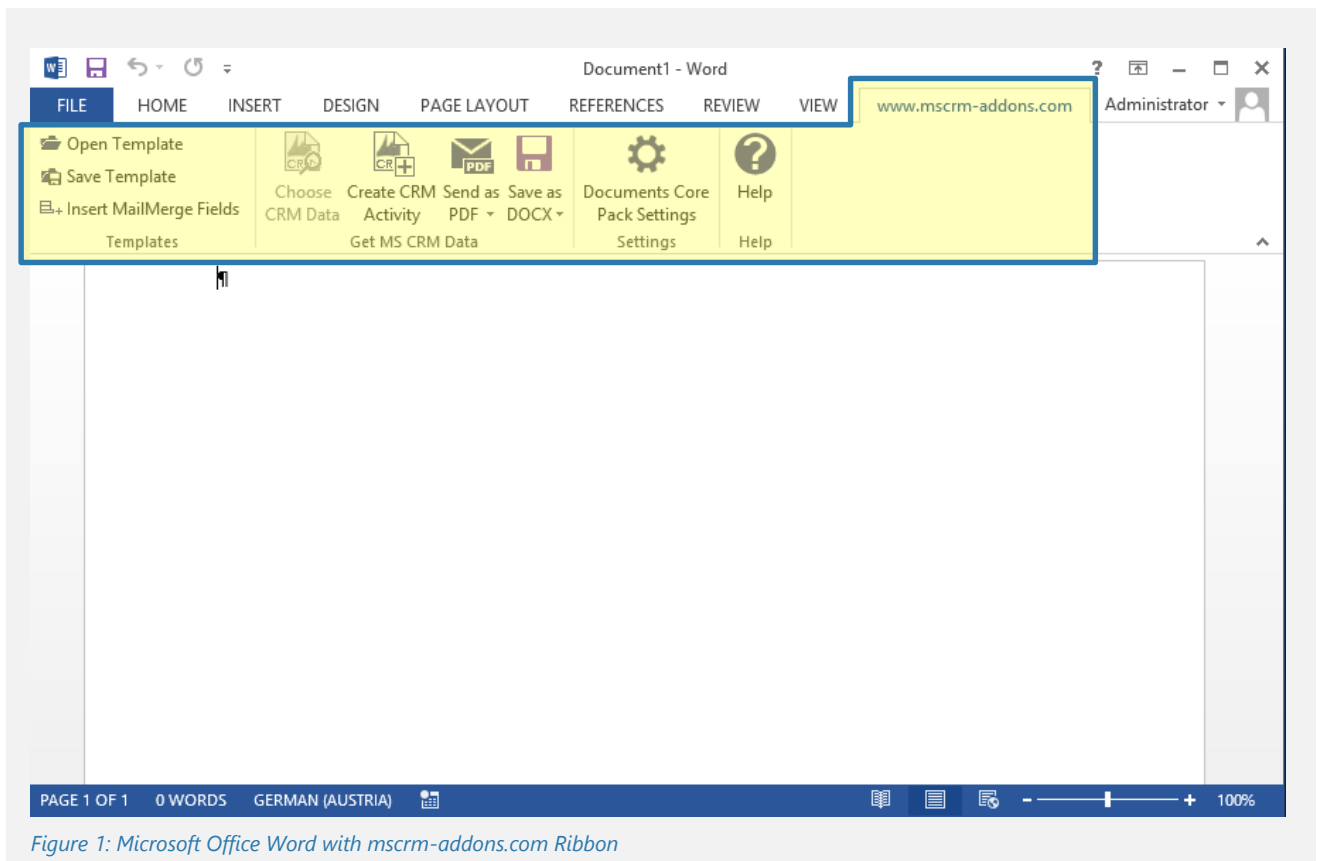 Document1 - Word
FILE HOME INSERT DESIGN PAGE LAYOUT REFERENCES REVIEW VIEW www.mscrm-addons.com Administrator
Open Template
Save Template
Insert MailMerge Fields
Templates
Choose CRM Data
Create CRM Activity
PDF
Send as PDF
Save as DOCX
Get MS CRM Data
Documents Core Pack Settings
Settings
Help
Help
PAGE 1 OF 1 0 WORDS GERMAN (AUSTRIA) 100%
Figure 1: Microsoft Office Word with mscrm-addons.com Ribbon